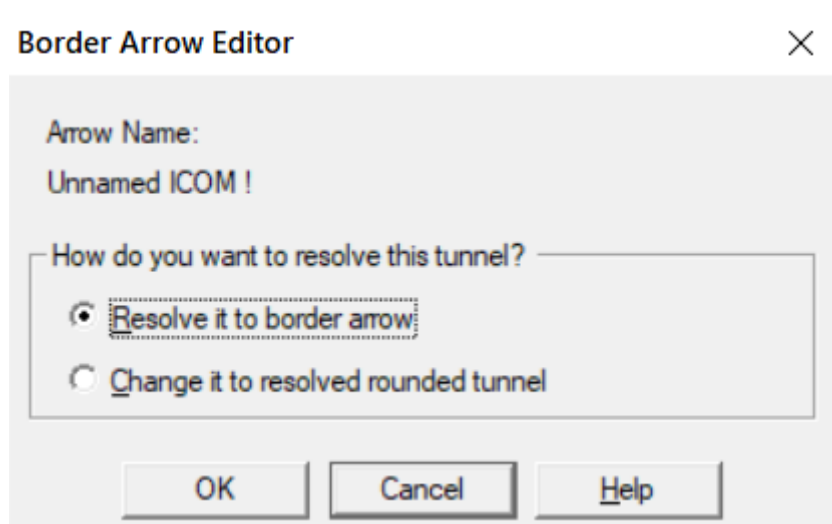 Border Arrow Editor
Arrow Name:
Unnamed ICOM !
How do you want to resolve this tunnel?
Resolve it to border arrow
Change it to resolved rounded tunnel
OK Cancel Help